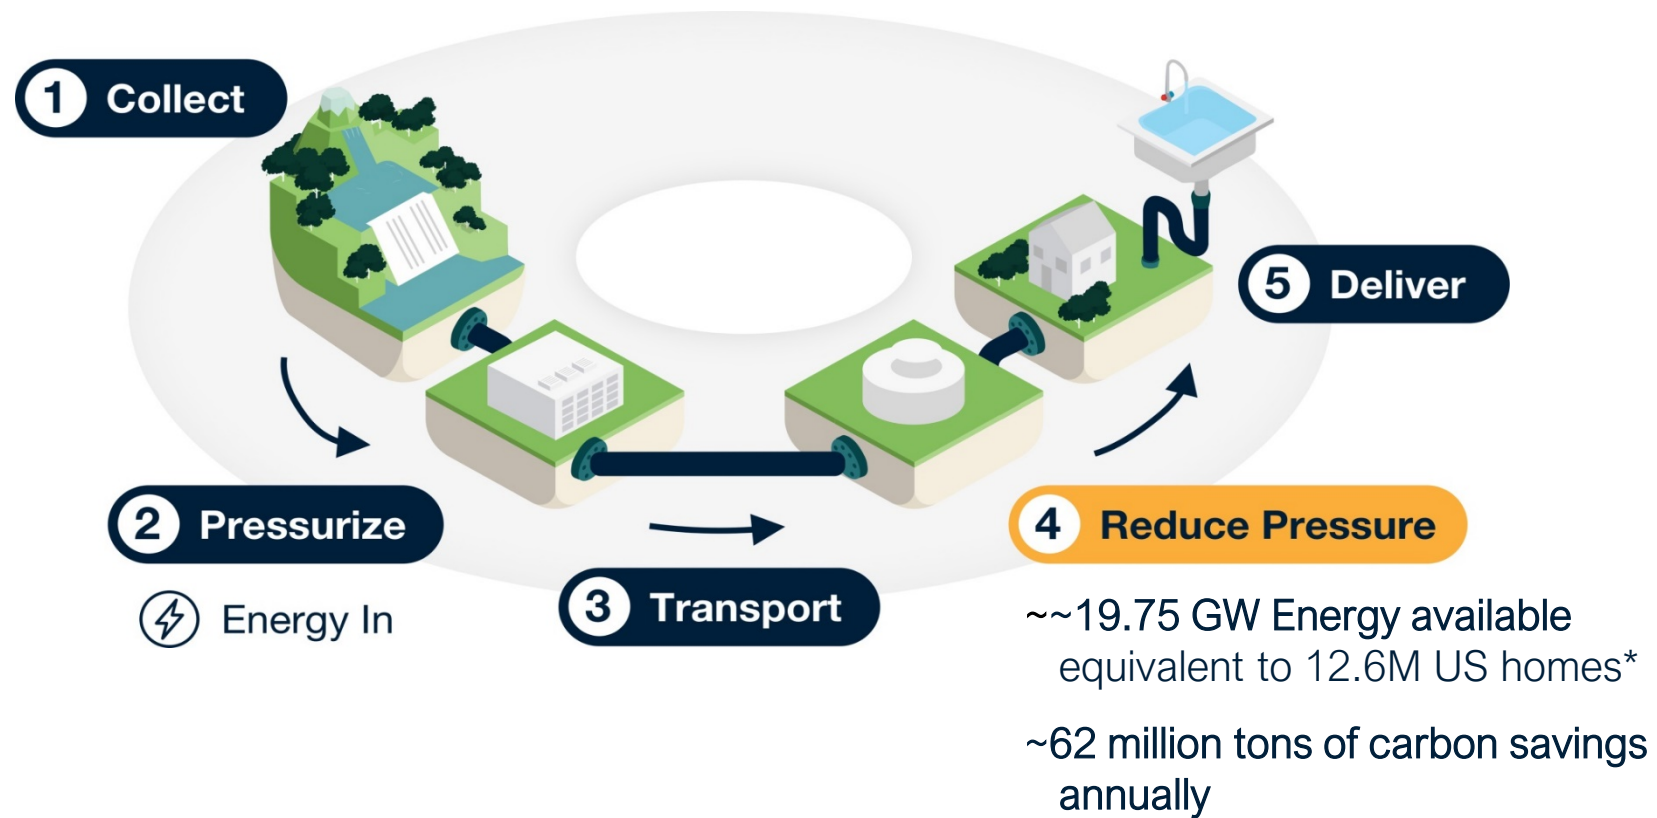 1 Collect
2 Pressurize
Energy In
3 Transport
4 Reduce Pressure
~~19.75 GW Energy available
equivalent to 12.6M US homes*
~62 million tons of carbon savings
annually
5 Deliver